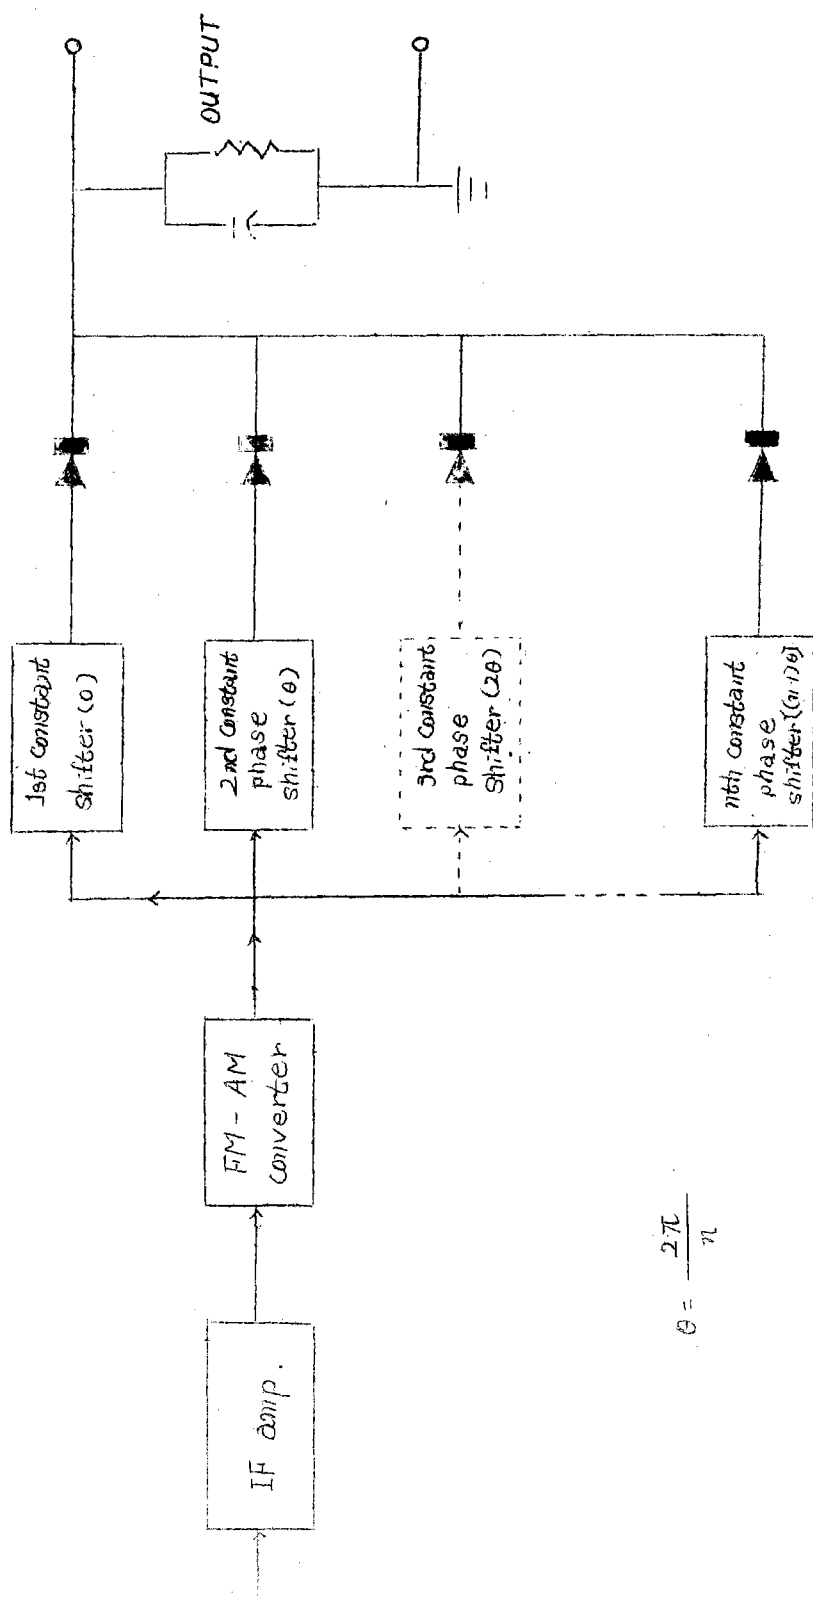 IF amp.
FM - AM
converter
1st constant
shifter (0)
2nd constant
phase
shifter (θ)
3rd constant
phase
shifter (2θ)
nth constant
phase
shifter {(n-1)θ}
OUTPUT
θ = 2π
n